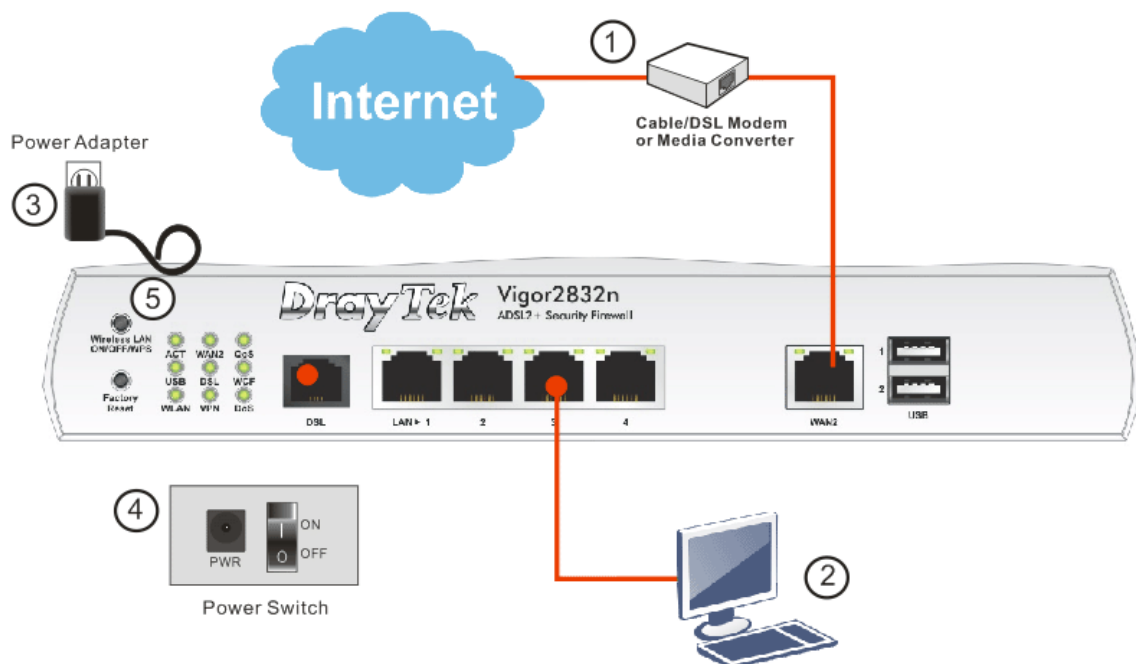 1
Internet
Cable/DSL Modem
or Media Converter
Power Adapter
3
5
DrayTek
Vigor2832n
ADSL2+ Security Firewall
Wireless LAN
ON/OFF/WPS
Factory
Reset
ACT WAN2 QoS
USB DSL WCF
WLAN VPN DoS
DSL
LAN ▶ 1 2 3 4
WAN2
1
2
USB
4
PWR
I ON
O OFF
Power Switch
2